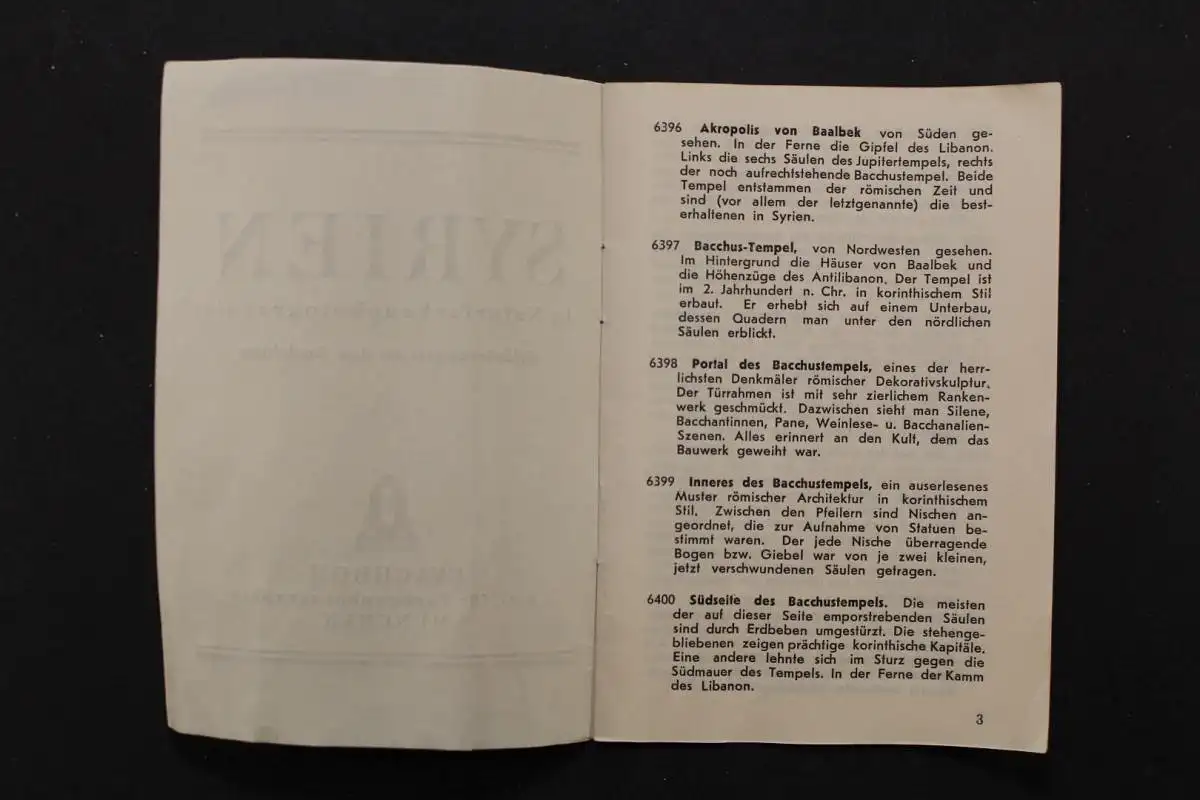 SYRIEN
6396 Akropolis von Baalbek von Süden ge-
sehen. In der Ferne die Gipfel des Libanon.
Links die sechs Säulen des Jupitertempels, rechts
der noch aufrechtstehende Bacchustempel. Beide
Tempel entstammen der römischen Zeit und
sind (vor allem der letztgenannte) die best-
erhaltenen in Syrien.
6397 Bacchus-Tempel, von Nordwesten gesehen.
Im Hintergrund die Häuser von Baalbek und
die Höhenzüge des Antilibanon. Der Tempel ist
im 2. Jahrhundert n. Chr. in korinthischem Stil
erbaut. Er erhebt sich auf einem Unterbau,
dessen Quadern man unter den nördlichen
Säulen erblickt.
6398 Portal des Bacchustempels, eines der herr-
lichsten Denkmäler römischer Dekorativskulptur.
Der Türrahmen ist mit sehr zierlichem Ranken-
werk geschmückt. Dazwischen sieht man Silene,
Bacchantinnen, Pane, Weinlese- u. Bacchanalien-
Szenen. Alles erinnert an den Kult, dem das
Bauwerk geweiht war.
6399 Inneres des Bacchustempels, ein auserlesenes
Muster römischer Architektur in korinthischem
Stil. Zwischen den Pfeilern sind Nischen an-
geordnet, die zur Aufnahme von Statuen be-
stimmt waren. Der jede Nische überragende
Bogen bzw. Giebel war von je zwei kleinen,
jetzt verschwundenen Säulen getragen.
6400 Südseite des Bacchustempels. Die meisten
der auf dieser Seite emporstrebenden Säulen
sind durch Erdbeben umgestürzt. Die stehenge-
bliebenen zeigen prächtige korinthische Kapitäle.
Eine andere lehnte sich im Sturz gegen die
Südmauer des Tempels. In der Ferne der Kamm
des Libanon.
3